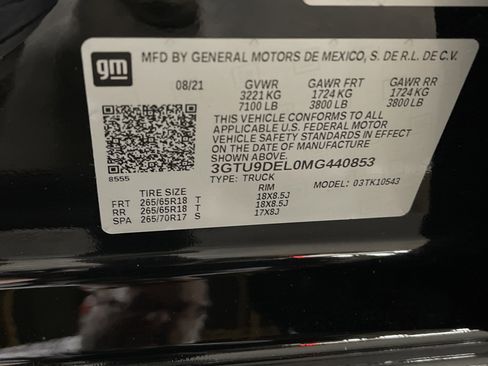 gm
MFD BY GENERAL MOTORS DE MEXICO, S. DE R.L. DE C.V.
08/21 GVWR GAWR FRT GAWR RR
3221 KG 1724 KG 1724 KG
7100 LB 3800 LB 3800 LB
THIS VEHICLE CONFORMS TO ALL
APPLICABLE U.S. FEDERAL MOTOR
VEHICLE SAFETY STANDARDS IN EFFECT
ON THE DATE OF MANUFACTURE
SHOWN ABOVE.
3GTU9DEL0MG440853
8555 TYPE: TRUCK MODEL: 03TK10543
TIRE SIZE RIM
FRT 265/65R18 T 18X8.5J
RR 265/65R18 T 18X8.5J
SPA 265/70R17 S 17X8J